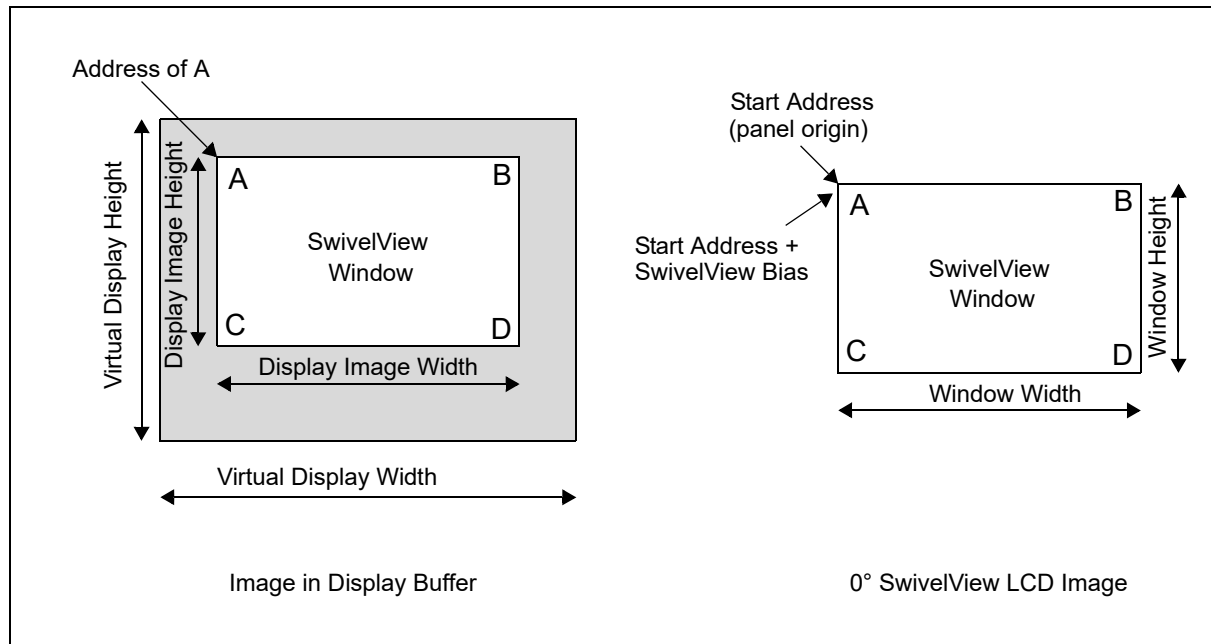 Address of A
Virtual Display Height
Display Image Height
A
B
SwivelView
Window
C
D
Display Image Width
Virtual Display Width
Image in Display Buffer
Start Address
(panel origin)
Start Address +
SwivelView Bias
A
B
SwivelView
Window
C
D
Window Height
Window Width
0° SwivelView LCD Image